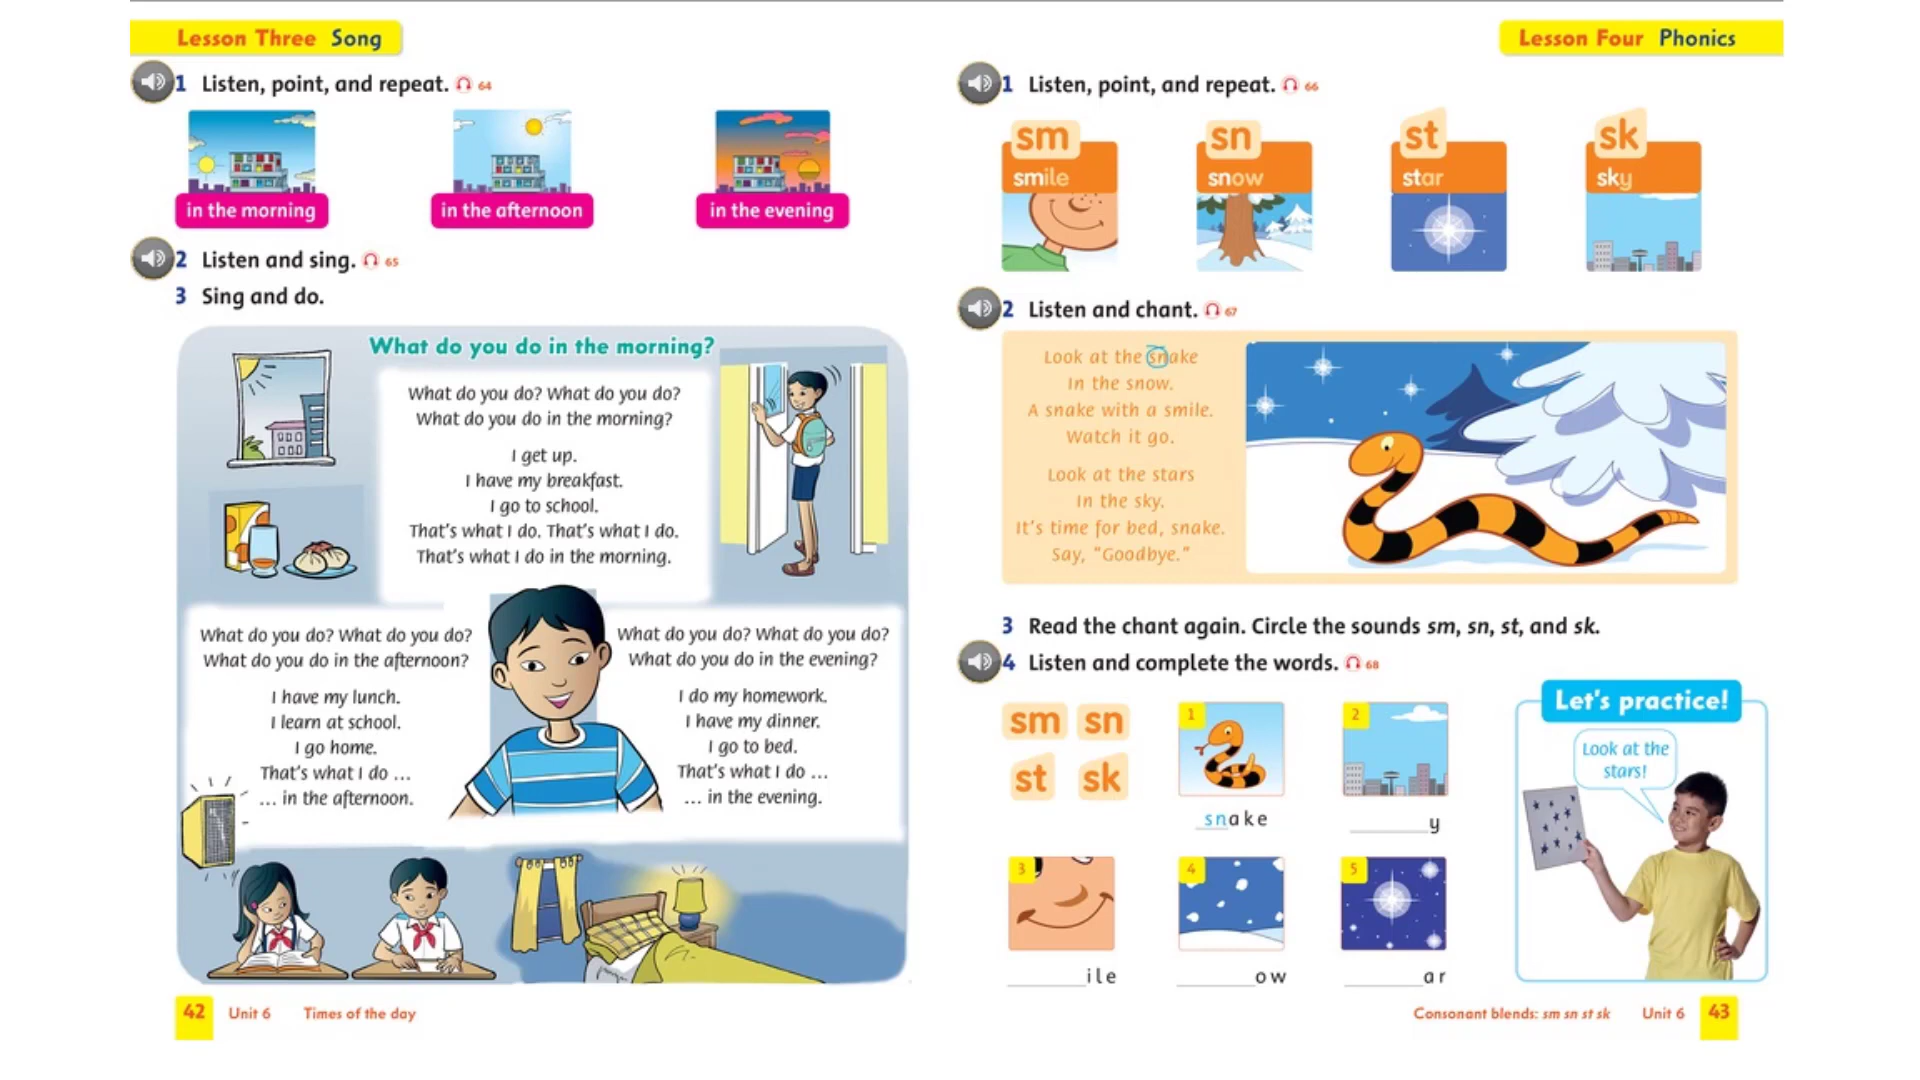 Lesson Three Song
1 Listen, point, and repeat. 64
in the morning
in the afternoon
in the evening
2 Listen and sing. 65
3 Sing and do.
What do you do in the morning?
What do you do? What do you do?
What do you do in the morning?
I get up.
I have my breakfast.
I go to school.
That's what I do. That's what I do.
That's what I do in the morning.
What do you do? What do you do?
What do you do in the afternoon?
I have my lunch.
I learn at school.
I go home.
That's what I do ...
... in the afternoon.
What do you do? What do you do?
What do you do in the evening?
I do my homework.
I have my dinner.
I go to bed.
That's what I do ...
... in the evening.
42 Unit 6 Times of the day
Lesson Four Phonics
1 Listen, point, and repeat. 66
sm
smile
sn
snow
st
star
sk
sky
2 Listen and chant. 67
Look at the snake
In the snow.
A snake with a smile.
Watch it go.
Look at the stars
In the sky.
It's time for bed, snake.
Say, "Goodbye."
3 Read the chant again. Circle the sounds sm, sn, st, and sk.
4 Listen and complete the words. 68
sm sn
st sk
1
snake
2
______y
3
______ile
4
______ow
5
______ar
Let's practice!
Look at the
stars!
Consonant blends: sm sn st sk Unit 6 43